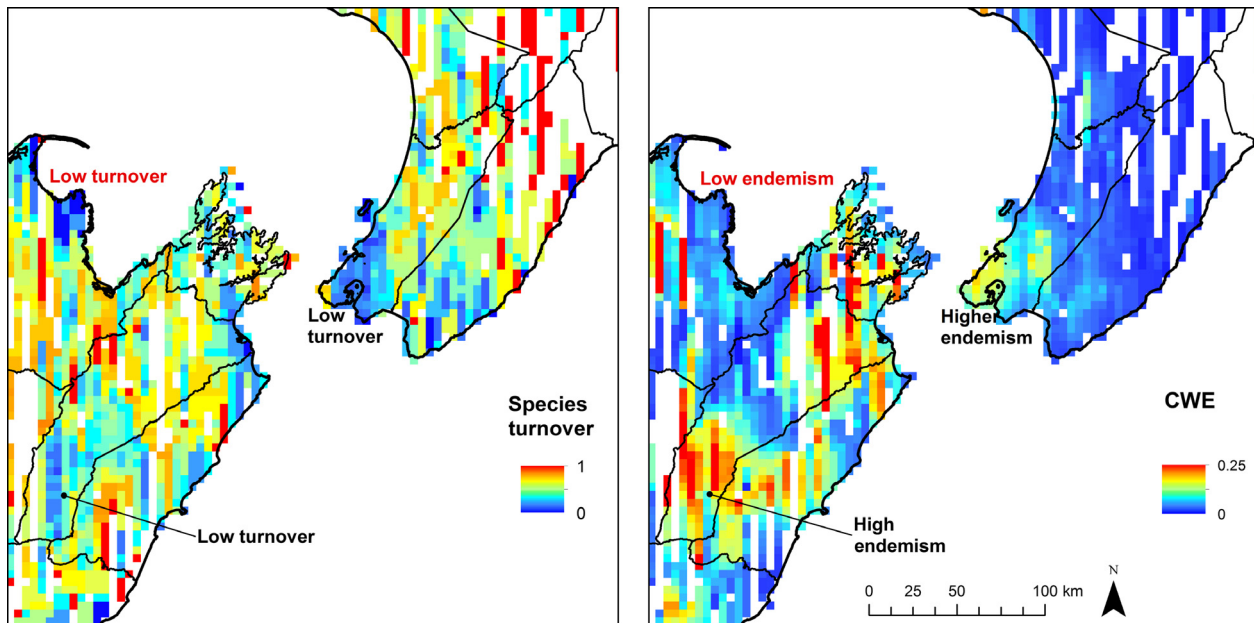 Low turnover
Low
turnover
Species
turnover
1
0
Low turnover
Low endemism
Higher
endemism
CWE
0.25
0
High
endemism
0 25 50 100 km
N